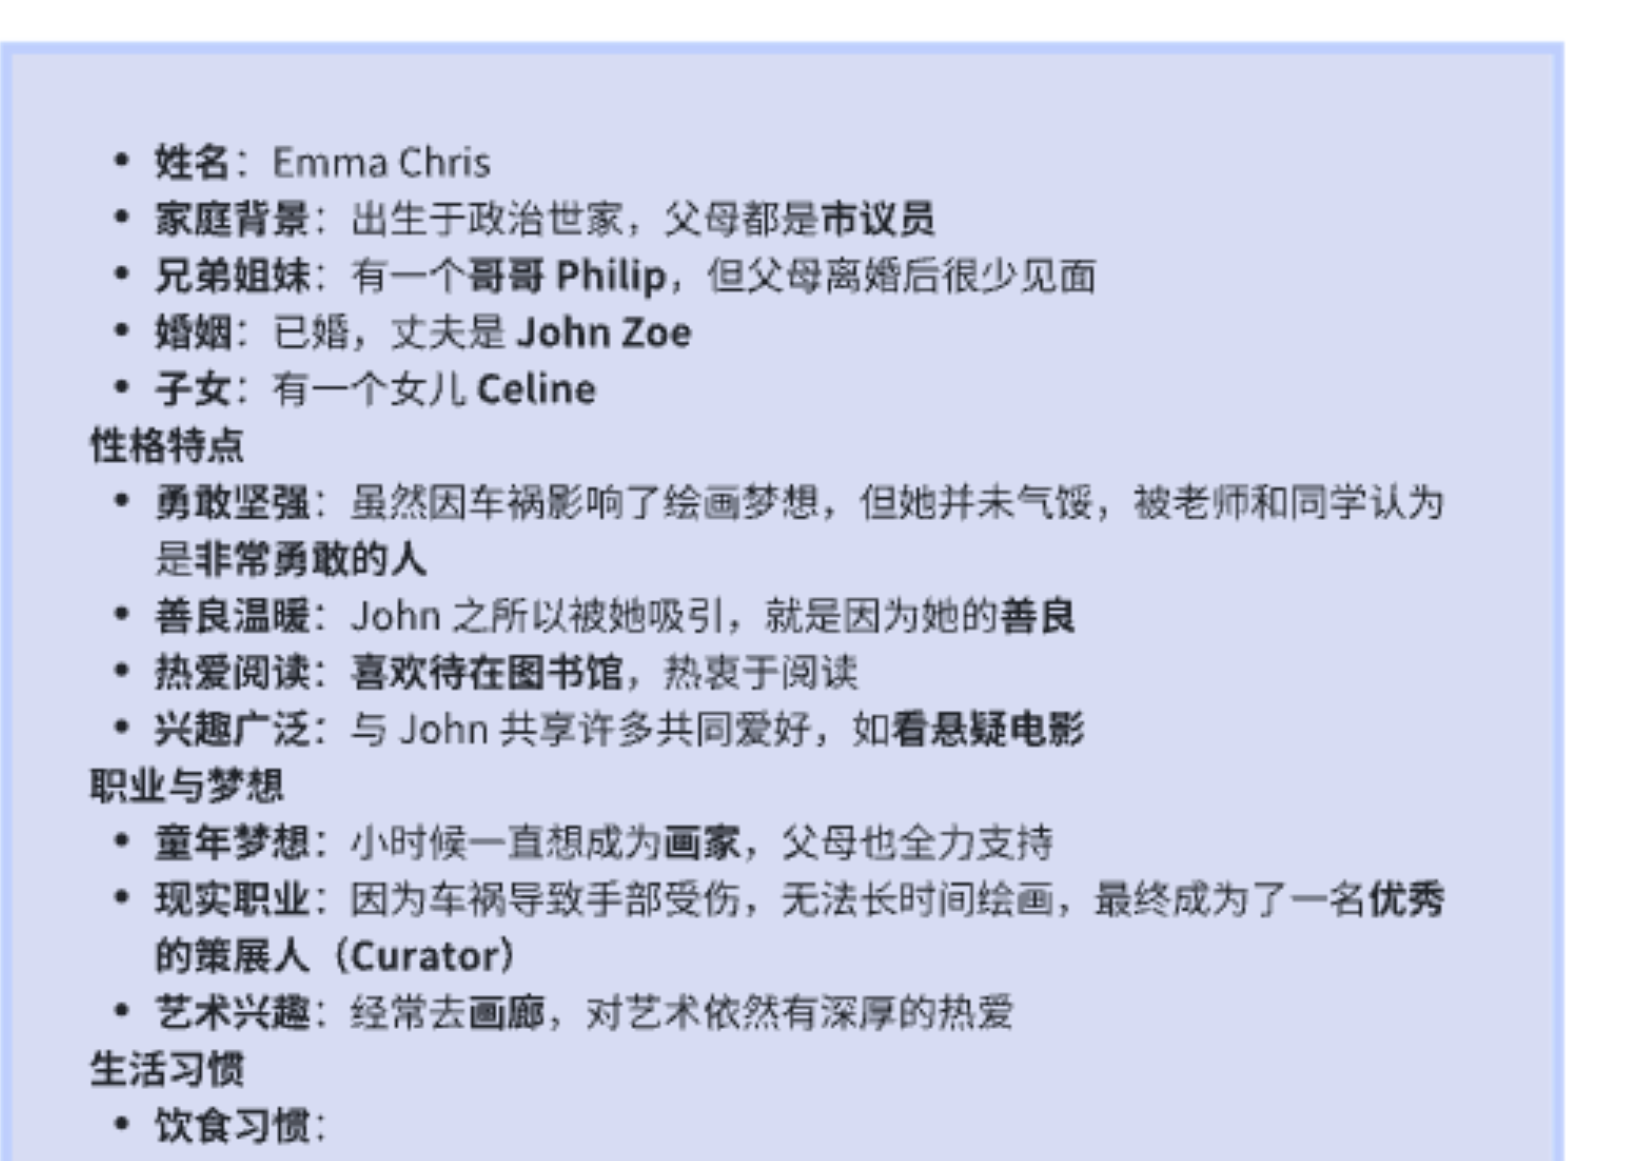 • 姓名：Emma Chris
• 家庭背景：出生于政治世家，父母都是市议员
• 兄弟姐妹：有一个哥哥 Philip，但父母离婚后很少见面
• 婚姻：已婚，丈夫是 John Zoe
• 子女：有一个女儿 Celine
性格特点
• 勇敢坚强：虽然因车祸影响了绘画梦想，但她并未气馁，被老师和同学认为
是非常勇敢的人
• 善良温暖：John 之所以被她吸引，就是因为她的善良
• 热爱阅读：喜欢待在图书馆，热衷于阅读
• 兴趣广泛：与 John 共享许多共同爱好，如看悬疑电影
职业与梦想
• 童年梦想：小时候一直想成为画家，父母也全力支持
• 现实职业：因为车祸导致手部受伤，无法长时间绘画，最终成为了一名优秀
的策展人（Curator）
• 艺术兴趣：经常去画廊，对艺术依然有深厚的热爱
生活习惯
• 饮食习惯：